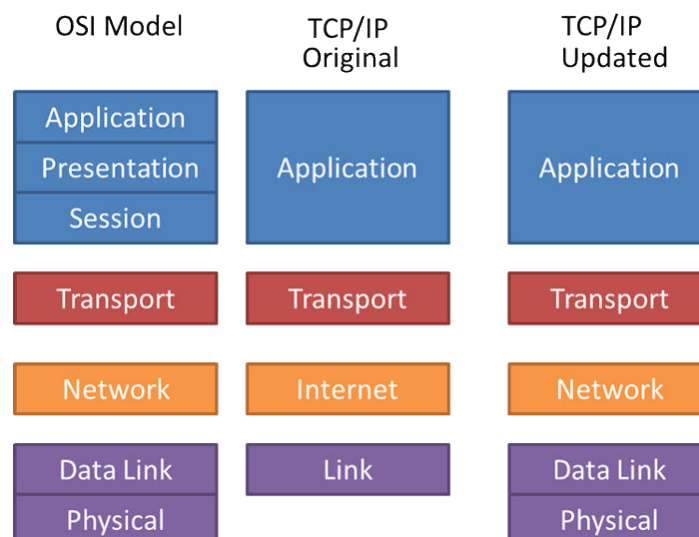 OSI Model
TCP/IP
Original
TCP/IP
Updated
Application
Presentation
Session
Application
Application
Transport
Transport
Transport
Network
Internet
Network
Data Link
Link
Data Link
Physical
Physical